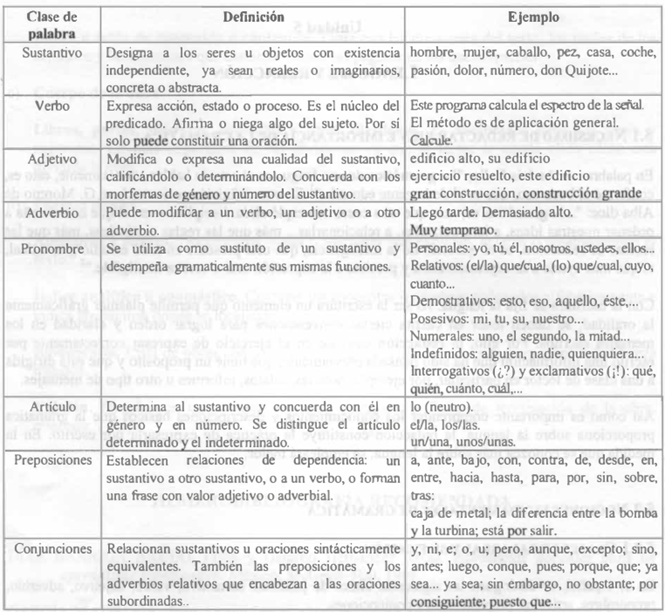 Clase de palabra | Definición | Ejemplo
Sustantivo | Designa a los seres u objetos con existencia | hombre, mujer, caballo, pez, casa, coche,
independiente, ya sean reales o imaginarios, | pasión, dolor, número, don Quijote...
concreta o abstracta.
Verbo | Expresa acción, estado o proceso. Es el núcleo del | Este programa calcula el espectro de la señal.
predicado. Afirma o niega algo del sujeto. Por sí | El método es de aplicación general.
solo puede constituir una oración. | Calcule.
Adjetivo | Modifica o expresa una cualidad del sustantivo, | edificio alto, su edificio
calificándolo o determinándolo. Concuerda con los | ejercicio resuelto, ese edificio
morfemas de género y número del sustantivo. | gran construcción, construcción grande
Adverbio | Puede modificar a un verbo, un adjetivo o a otro | Llegó tarde. Demasiado alto.
adverbio. | Muy temprano.
Pronombre | Se utiliza como sustituto de un sustantivo y | Personales: yo, tú, él, nosotros, ustedes, ellos...
desempeña gramaticalmente sus mismas funciones. | Relativos: (el/la) que/cual, (lo) que/cual, cuyo,
cuanto...
Demostrativos: esto, eso, aquello, éste,...
Posesivos: mi, tu, su, nuestro...
Numerales: uno, el segundo, la mitad...
Indefinidos: alguien, nadie, quienquiera...
Interrogativos (¿?) y exclamativos (¡!): qué,
quién, cuánto, cuál,...
Artículo | Determina al sustantivo y concuerda con él en | lo (neutro).
género y en número. Se distingue el artículo | el/la, los/las.
determinado y el indeterminado. | un/una, unos/unas.
Preposiciones | Establecen relaciones de dependencia: un | a, ante, bajo, con, contra, de, desde, en,
sustantivo a otro sustantivo, o a un verbo, o forman | entre, hacia, hasta, para, por, sin, sobre,
una frase con valor adjetivo o adverbial. | tras:
caja de metal; la diferencia entre la bomba
y la turbina; está por salir.
Conjunciones | Relacionan sustantivos u oraciones sintácticamente | y, ni, e; o, u; pero, aunque, excepto; sino,
equivalentes. También las preposiciones y los | antes; luego, conque, pues; porque, que; ya
adverbios relativos que encabezan a las oraciones | sea... ya sea; sin embargo, no obstante; por
subordinadas.. | consiguiente; puesto que...